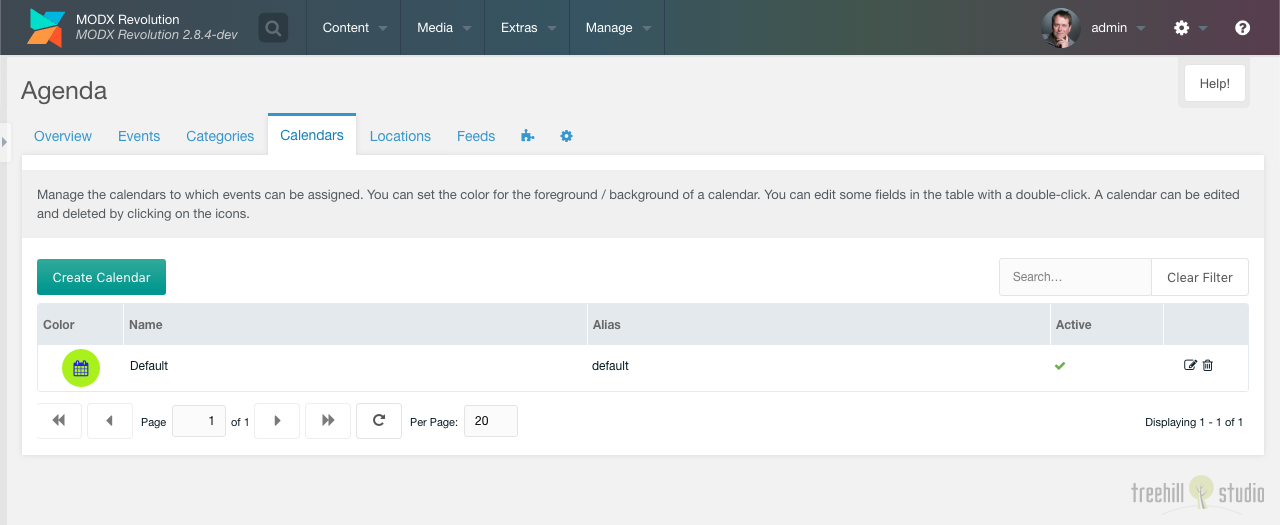 MODX Revolution
MODX Revolution 2.8.4-dev
Content Media Extras Manage admin
Help!
Agenda
Overview Events Categories Calendars Locations Feeds
Manage the calendars to which events can be assigned. You can set the color for the foreground / background of a calendar. You can edit some fields in the table with a double-click. A calendar can be edited
and deleted by clicking on the icons.
Create Calendar Search... Clear Filter
Color Name Alias Active
Default default
Page 1 of 1 Per Page: 20 Displaying 1 - 1 of 1
treehill studio